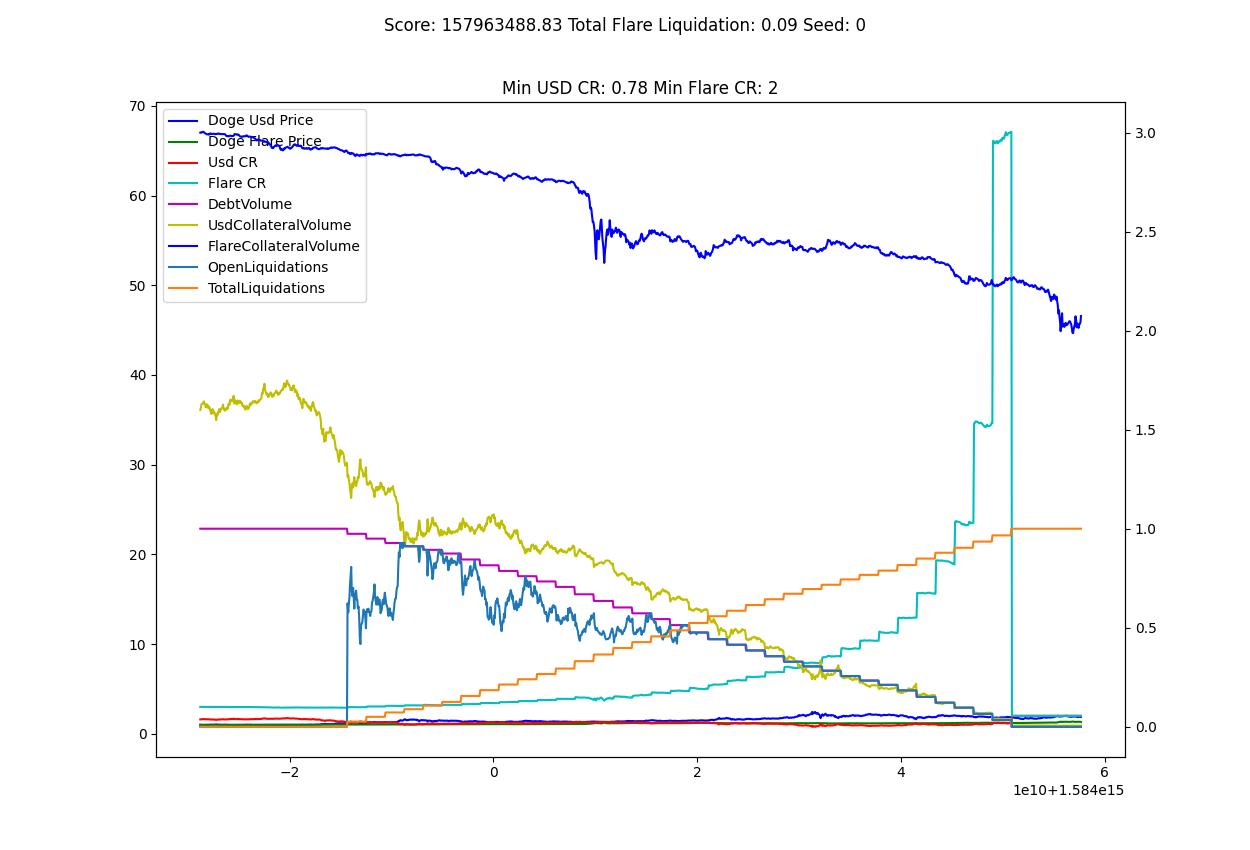 Score: 157963488.83 Total Flare Liquidation: 0.09 Seed: 0
Min USD CR: 0.78 Min Flare CR: 2
70
60
50
40
30
20
10
0
Doge Usd Price
Doge Flare Price
Usd CR
Flare CR
DebtVolume
UsdCollateralVolume
FlareCollateralVolume
OpenLiquidations
TotalLiquidations
3.0
2.5
2.0
1.5
1.0
0.5
0.0
−2 0 2 4 6
1e10+1.584e15